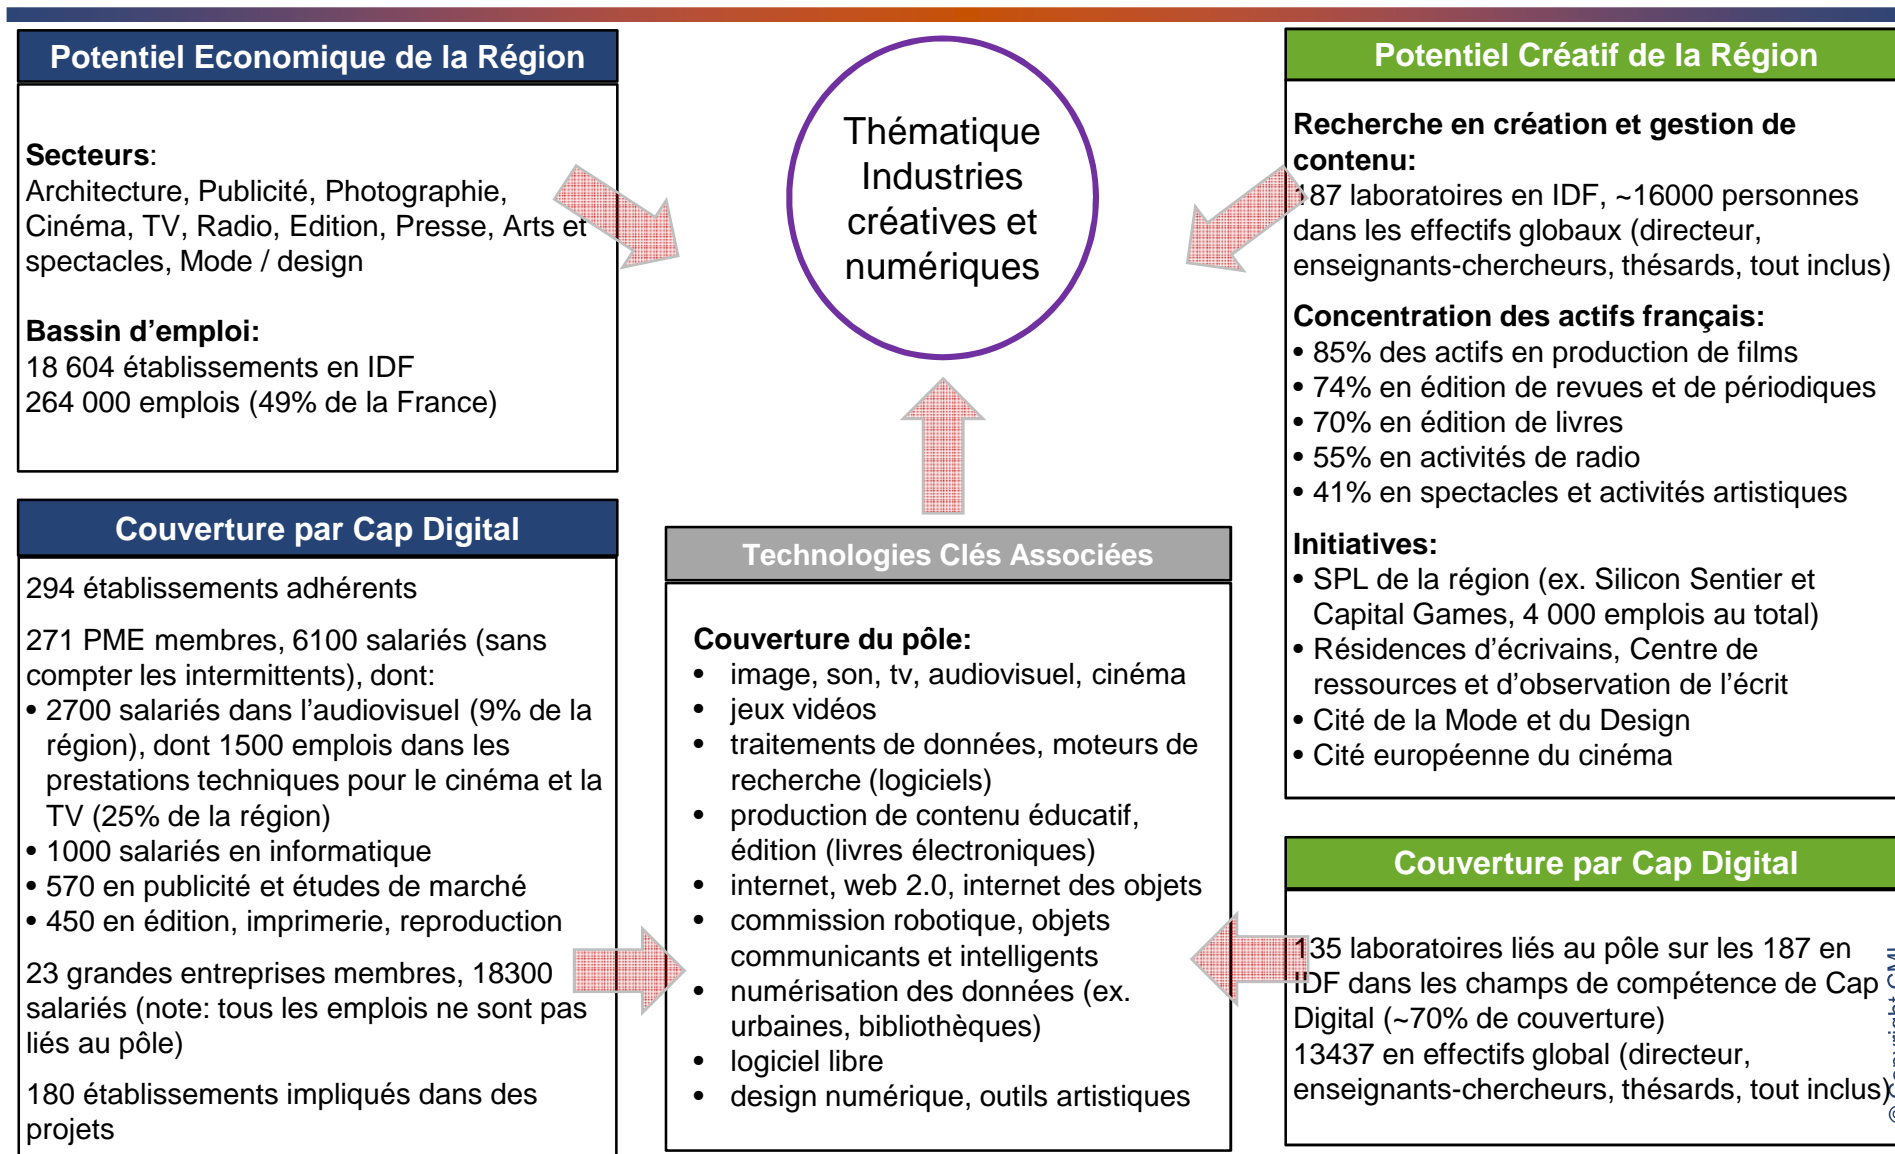 Potentiel Economique de la Région
Secteurs:
Architecture, Publicité, Photographie,
Cinéma, TV, Radio, Edition, Presse, Arts et
spectacles, Mode / design
Bassin d’emploi:
18 604 établissements en IDF
264 000 emplois (49% de la France)
Couverture par Cap Digital
294 établissements adhérents
271 PME membres, 6100 salariés (sans
compter les intermittents), dont:
• 2700 salariés dans l’audiovisuel (9% de la
région), dont 1500 emplois dans les
prestations techniques pour le cinéma et la
TV (25% de la région)
• 1000 salariés en informatique
• 570 en publicité et études de marché
• 450 en édition, imprimerie, reproduction
23 grandes entreprises membres, 18300
salariés (note: tous les emplois ne sont pas
liés au pôle)
180 établissements impliqués dans des
projets
Thématique
Industries
créatives et
numériques
Technologies Clés Associées
Couverture du pôle:
• image, son, tv, audiovisuel, cinéma
• jeux vidéos
• traitements de données, moteurs de
recherche (logiciels)
• production de contenu éducatif,
édition (livres électroniques)
• internet, web 2.0, internet des objets
• commission robotique, objets
communicants et intelligents
• numérisation des données (ex.
urbaines, bibliothèques)
• logiciel libre
• design numérique, outils artistiques
Potentiel Créatif de la Région
Recherche en création et gestion de
contenu:
187 laboratoires en IDF, ~16000 personnes
dans les effectifs globaux (directeur,
enseignants-chercheurs, thésards, tout inclus)
Concentration des actifs français:
• 85% des actifs en production de films
• 74% en édition de revues et de périodiques
• 70% en édition de livres
• 55% en activités de radio
• 41% en spectacles et activités artistiques
Initiatives:
• SPL de la région (ex. Silicon Sentier et
Capital Games, 4 000 emplois au total)
• Résidences d’écrivains, Centre de
ressources et d’observation de l’écrit
• Cité de la Mode et du Design
• Cité européenne du cinéma
Couverture par Cap Digital
135 laboratoires liés au pôle sur les 187 en
IDF dans les champs de compétence de Cap
Digital (~70% de couverture)
13437 en effectifs global (directeur,
enseignants-chercheurs, thésards, tout inclus)
© Copyright CMI